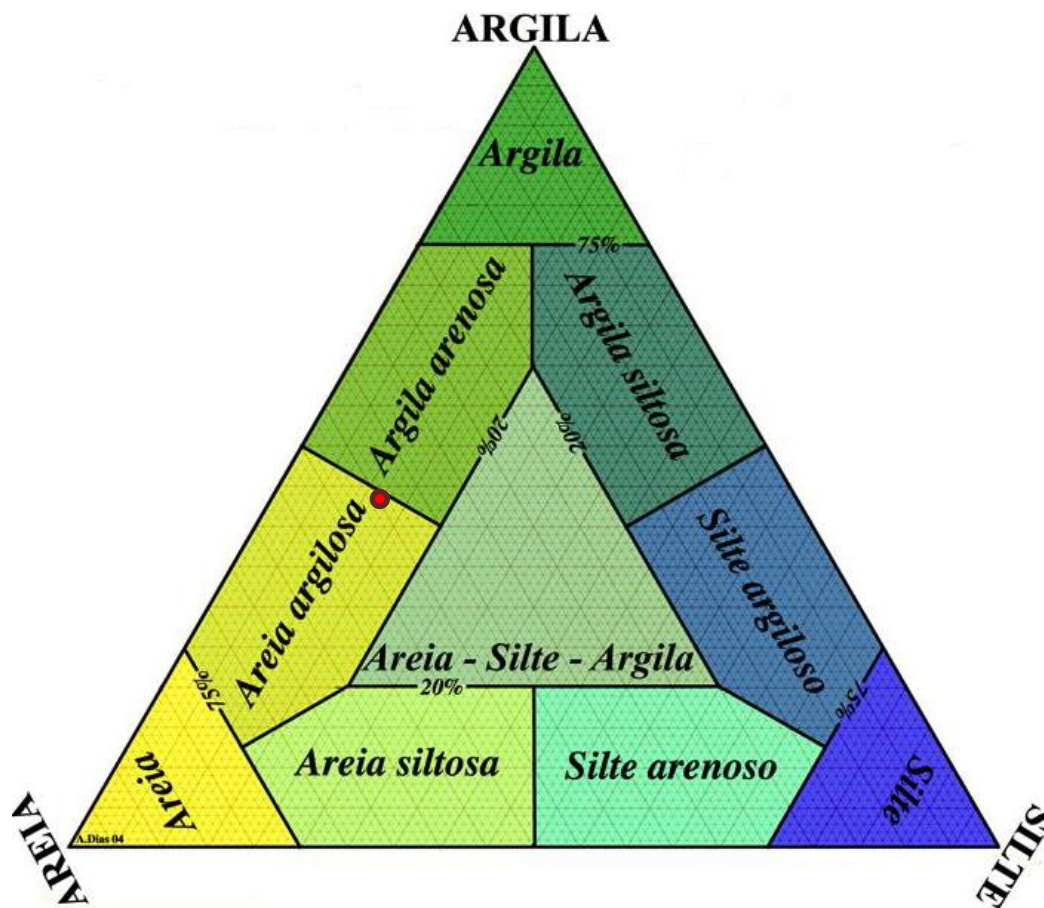 ARGILA
Argila
75%
Argila arenosa
Argila siltosa
20%
20%
Areia argilosa
Silte argiloso
Areia - Silte - Argila
20%
75%
75%
Areia siltosa
Silte arenoso
Areia
Silte
A.Dias 04
AREIA
SILTE